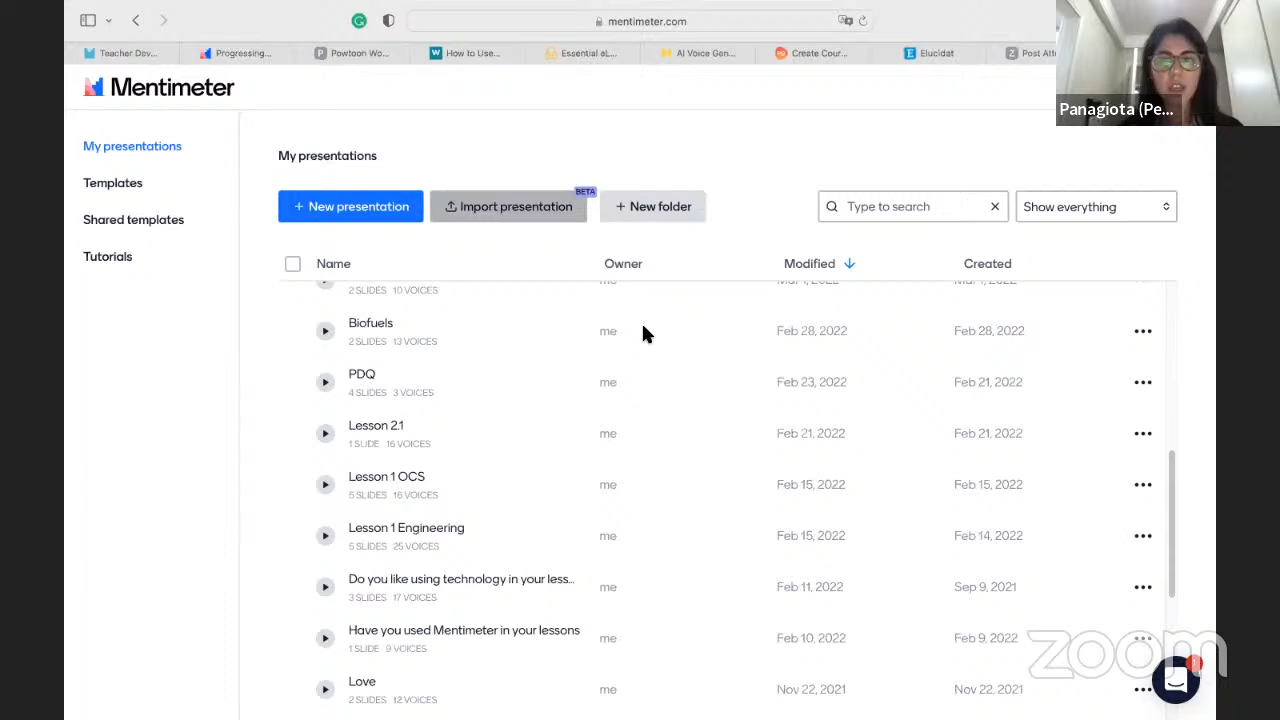 mentimeter.com
Teacher Dev...
Progressing...
Powtoon Wo...
How to Use...
Essential eL...
AI Voice Gen...
Create Cour...
Elucidat
Post Att
Mentimeter
Panagiota (Pe...
My presentations
Templates
Shared templates
Tutorials
My presentations
+ New presentation
Import presentation
BETA
+ New folder
Type to search
Show everything
Name Owner Modified Created
2 SLIDES 10 VOICES me Mar 1, 2022 Mar 1, 2022
Biofuels
2 SLIDES 13 VOICES
me Feb 28, 2022 Feb 28, 2022
PDQ
4 SLIDES 3 VOICES
me Feb 23, 2022 Feb 21, 2022
Lesson 2.1
1 SLIDE 16 VOICES
me Feb 21, 2022 Feb 21, 2022
Lesson 1 OCS
5 SLIDES 16 VOICES
me Feb 15, 2022 Feb 15, 2022
Lesson 1 Engineering
5 SLIDES 25 VOICES
me Feb 15, 2022 Feb 14, 2022
Do you like using technology in your less...
3 SLIDES 17 VOICES
me Feb 11, 2022 Sep 9, 2021
Have you used Mentimeter in your lessons
1 SLIDE 9 VOICES
me Feb 10, 2022 Feb 9, 2022
Love
2 SLIDES 12 VOICES
me Nov 22, 2021 Nov 22, 2021
zoom